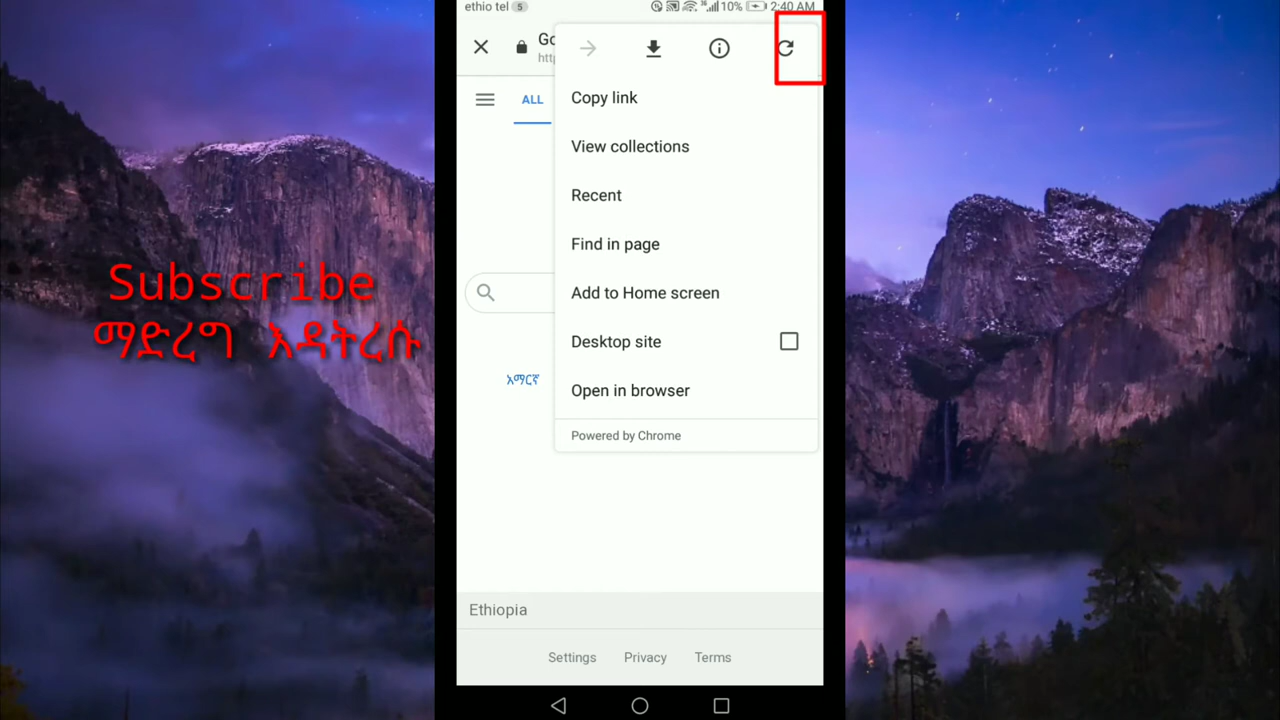 ethio tel 5
10% 2:40 AM
Go
http
ALL
Copy link
View collections
Recent
Find in page
Add to Home screen
Desktop site
Open in browser
Powered by Chrome
Subscribe
ማድረግ እዳትረሱ
አማርኛ
Ethiopia
Settings Privacy Terms